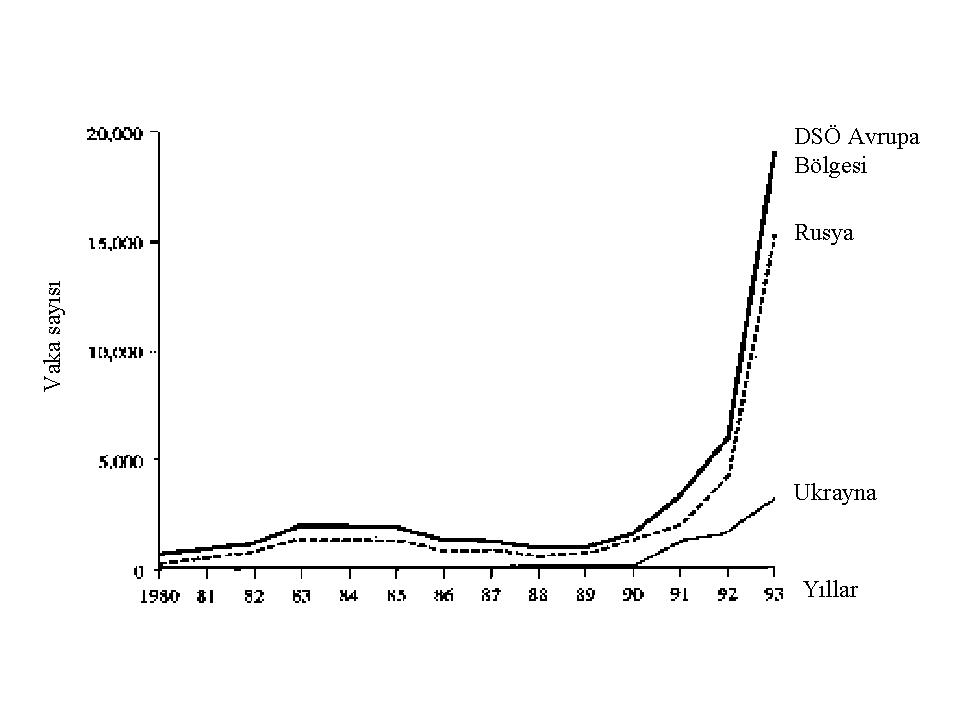 20,000
DSÖ Avrupa
Bölgesi
Rusya
15,000
Vaka sayısı
10,000
5,000
Ukrayna
0
1980 81 82 83 84 85 86 87 88 89 90 91 92 93
Yıllar